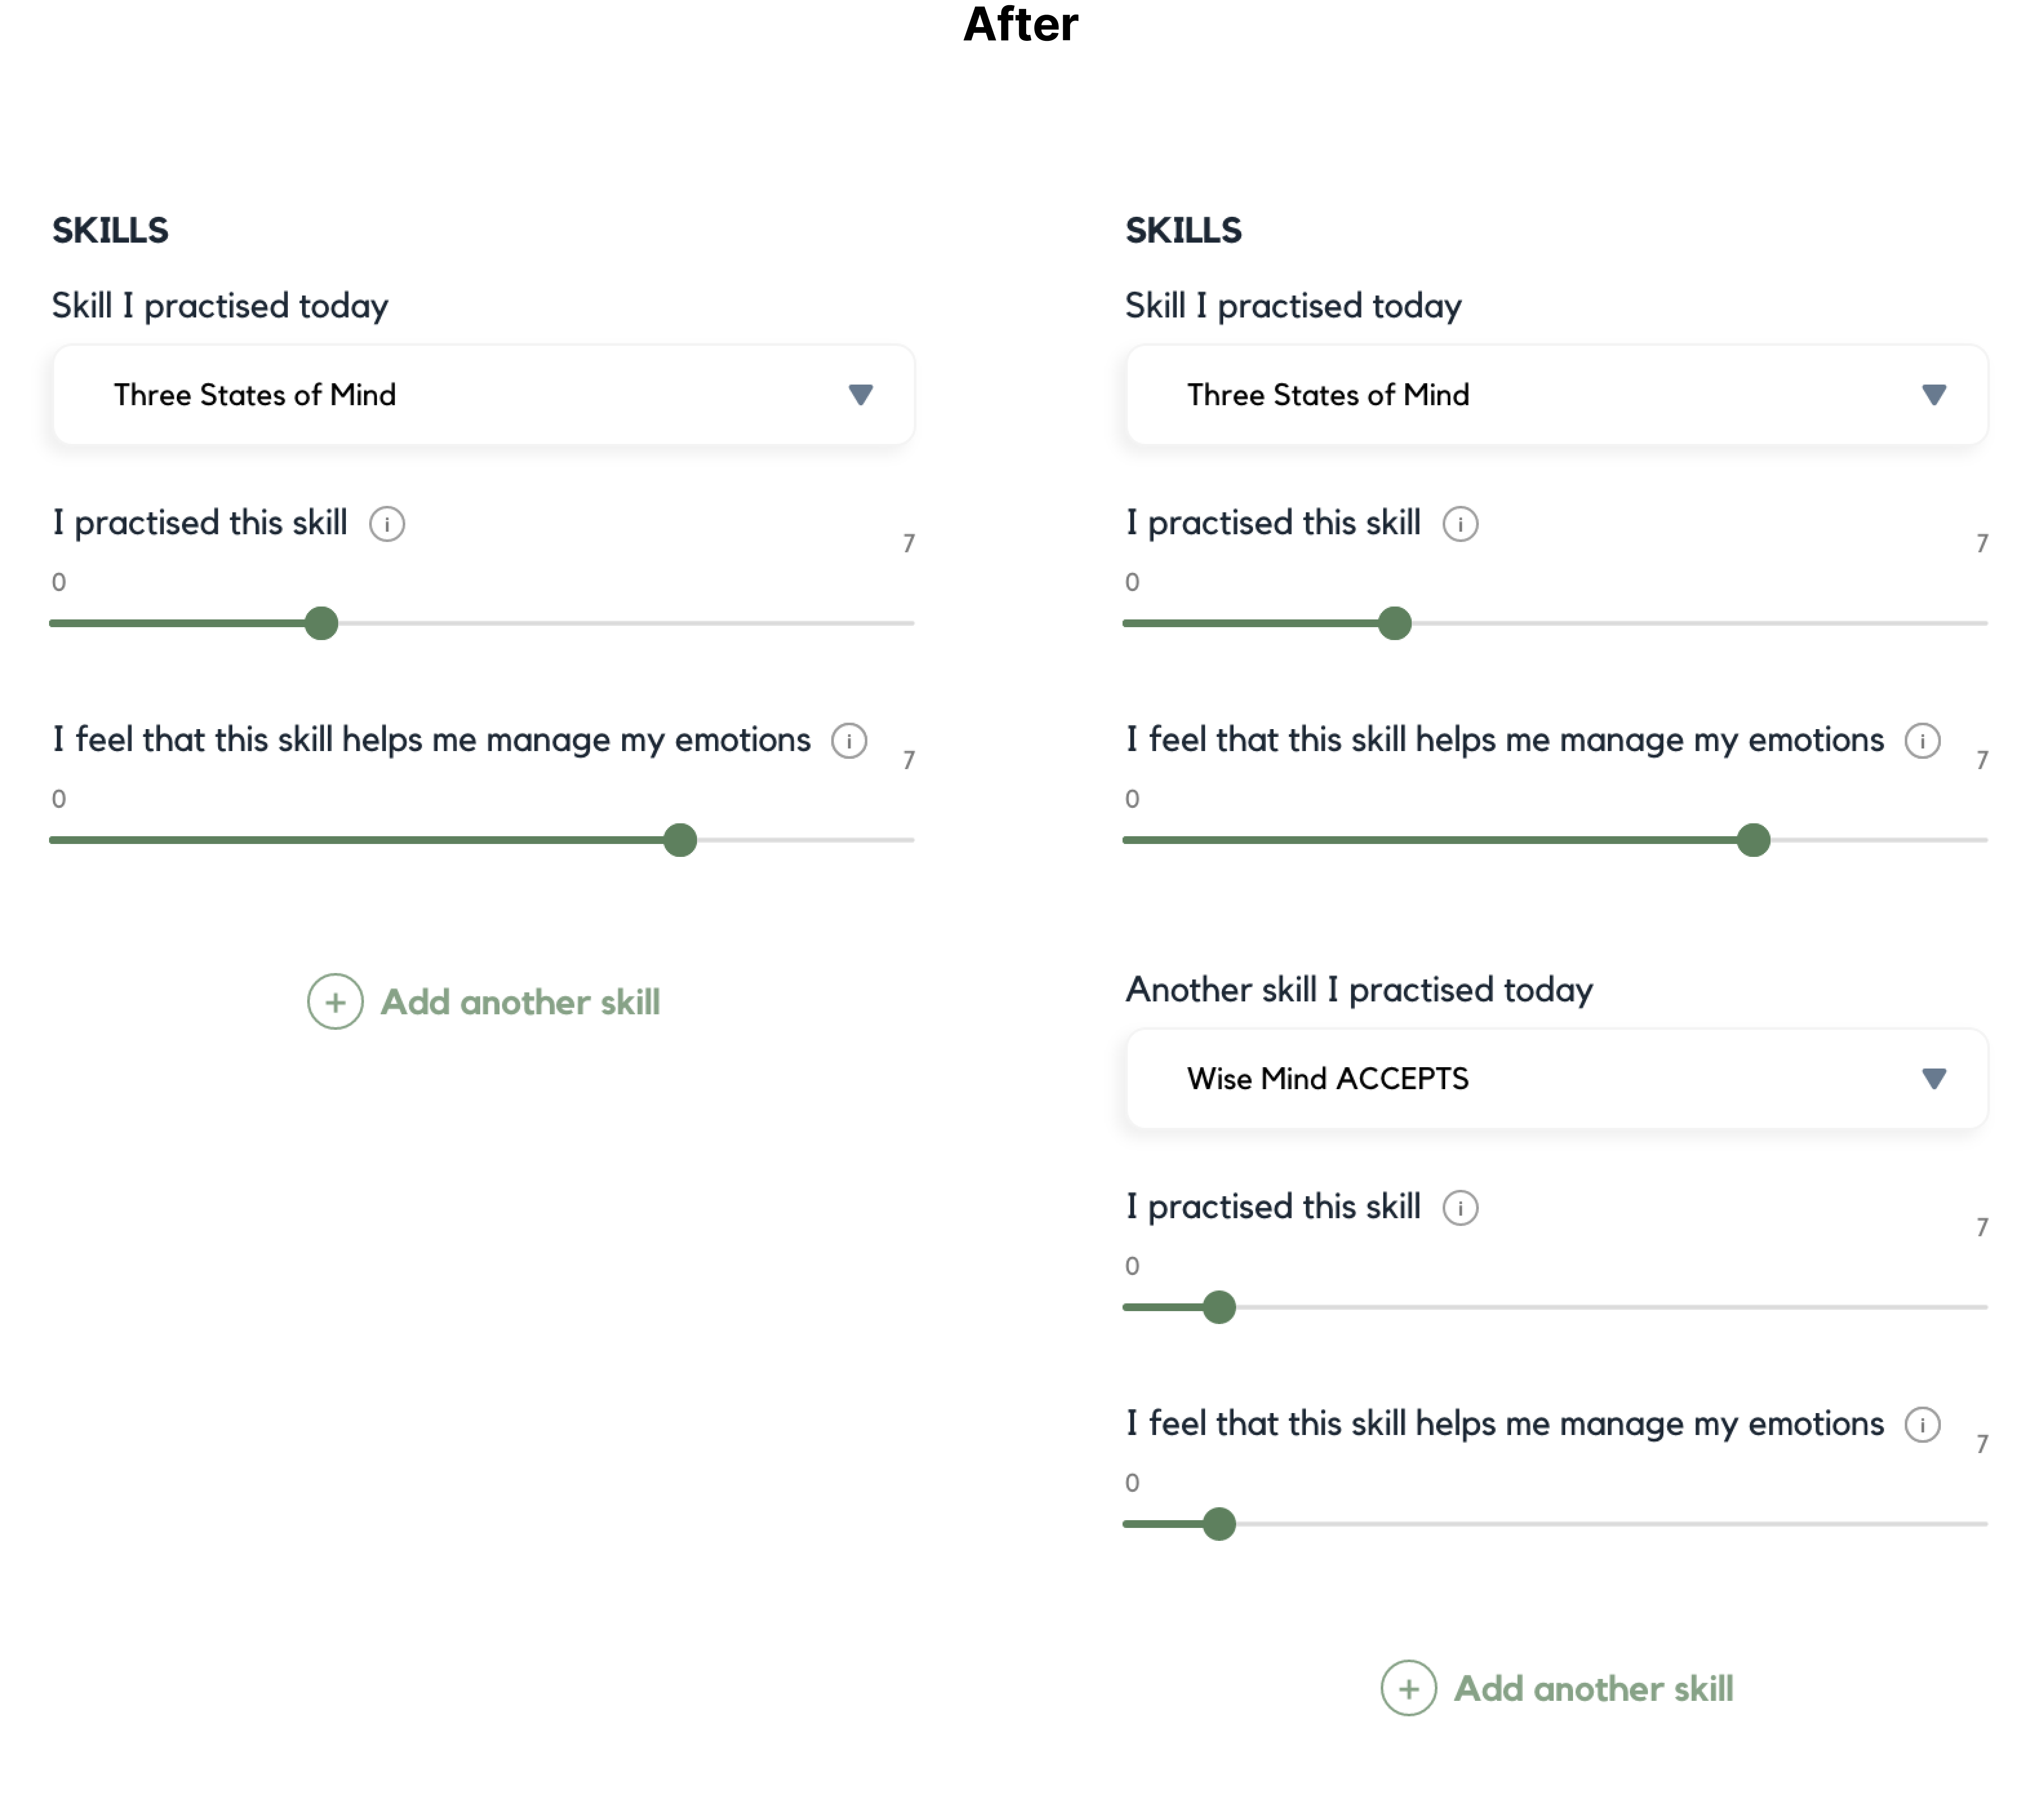 After
SKILLS
Skill I practised today
Three States of Mind
I practised this skill i
7
0
I feel that this skill helps me manage my emotions i
7
0
+ Add another skill
SKILLS
Skill I practised today
Three States of Mind
I practised this skill i
7
0
I feel that this skill helps me manage my emotions i
7
0
Another skill I practised today
Wise Mind ACCEPTS
I practised this skill i
7
0
I feel that this skill helps me manage my emotions i
7
0
+ Add another skill